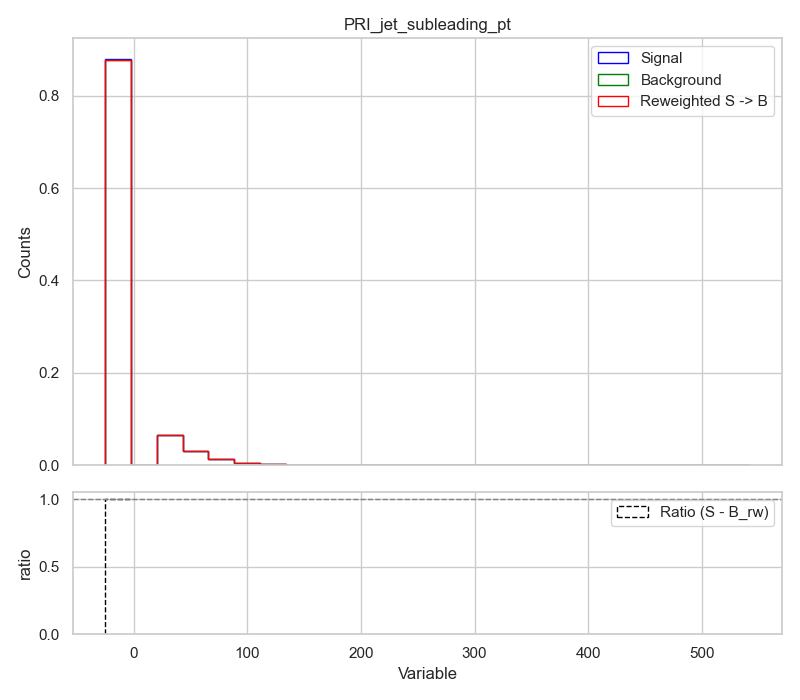 PRI_jet_subleading_pt
Signal
Background
Reweighted S -> B
Counts
0.8
0.6
0.4
0.2
0.0
Ratio (S - B_rw)
ratio
1.0
0.5
0.0
0 100 200 300 400 500
Variable